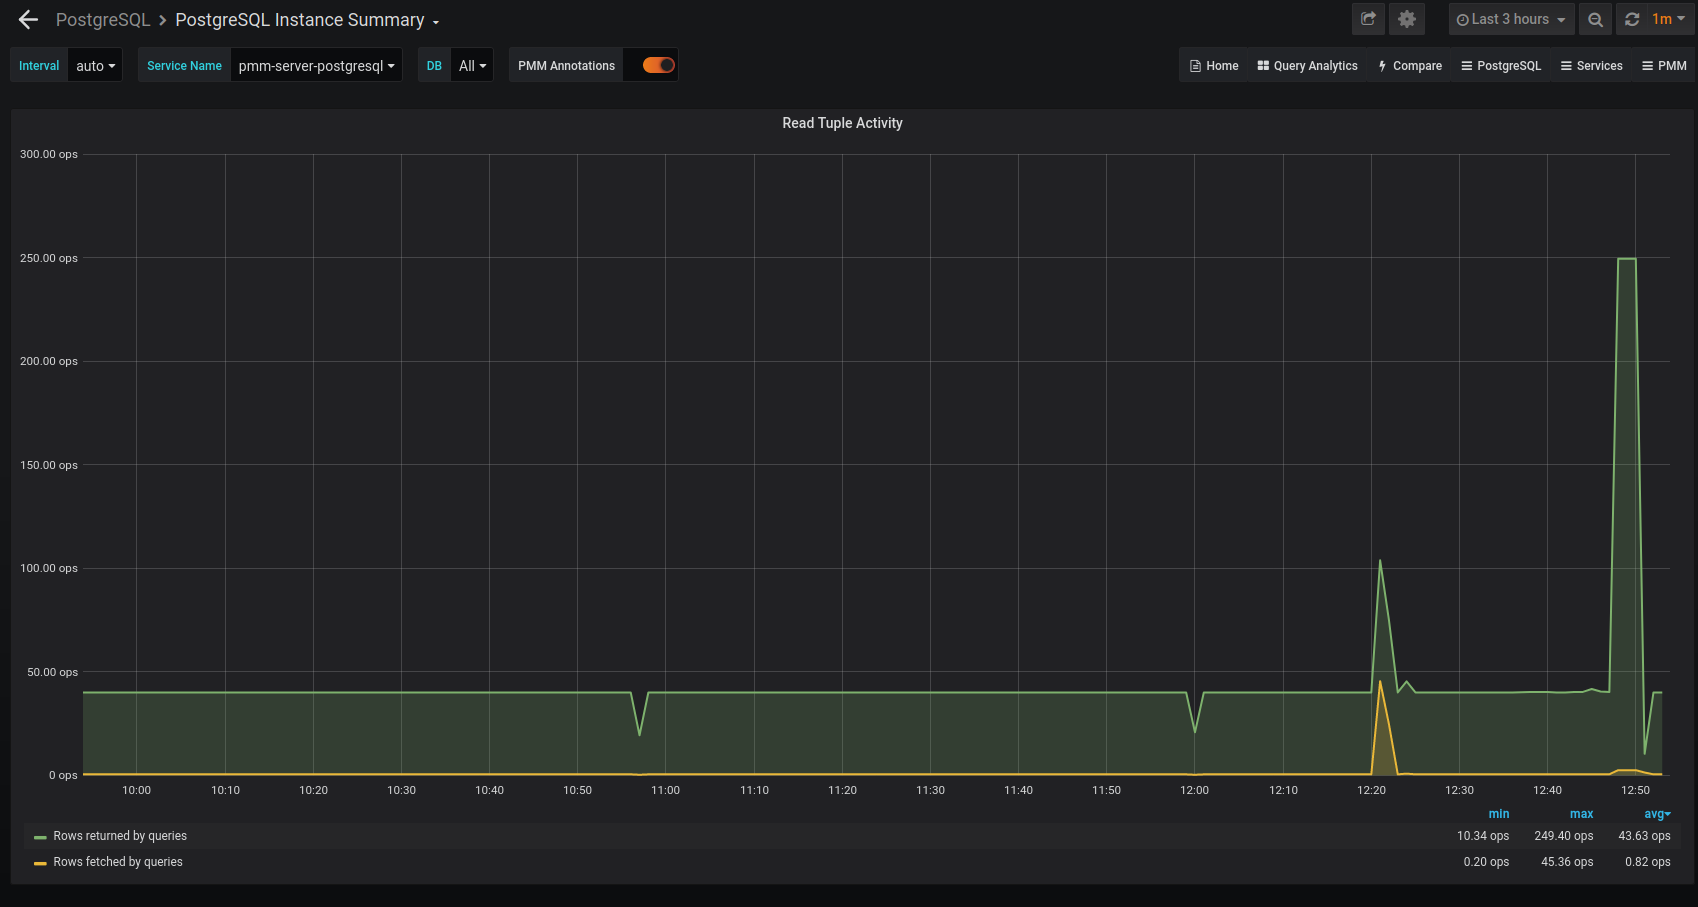 PostgreSQL > PostgreSQL Instance Summary
Last 3 hours 1m
Interval auto Service Name pmm-server-postgresql DB All PMM Annotations Home Query Analytics Compare PostgreSQL Services PMM
Read Tuple Activity
300.00 ops
250.00 ops
200.00 ops
150.00 ops
100.00 ops
50.00 ops
0 ops
10:00 10:10 10:20 10:30 10:40 10:50 11:00 11:10 11:20 11:30 11:40 11:50 12:00 12:10 12:20 12:30 12:40 12:50
min max avg
Rows returned by queries 10.34 ops 249.40 ops 43.63 ops
Rows fetched by queries 0.20 ops 45.36 ops 0.82 ops